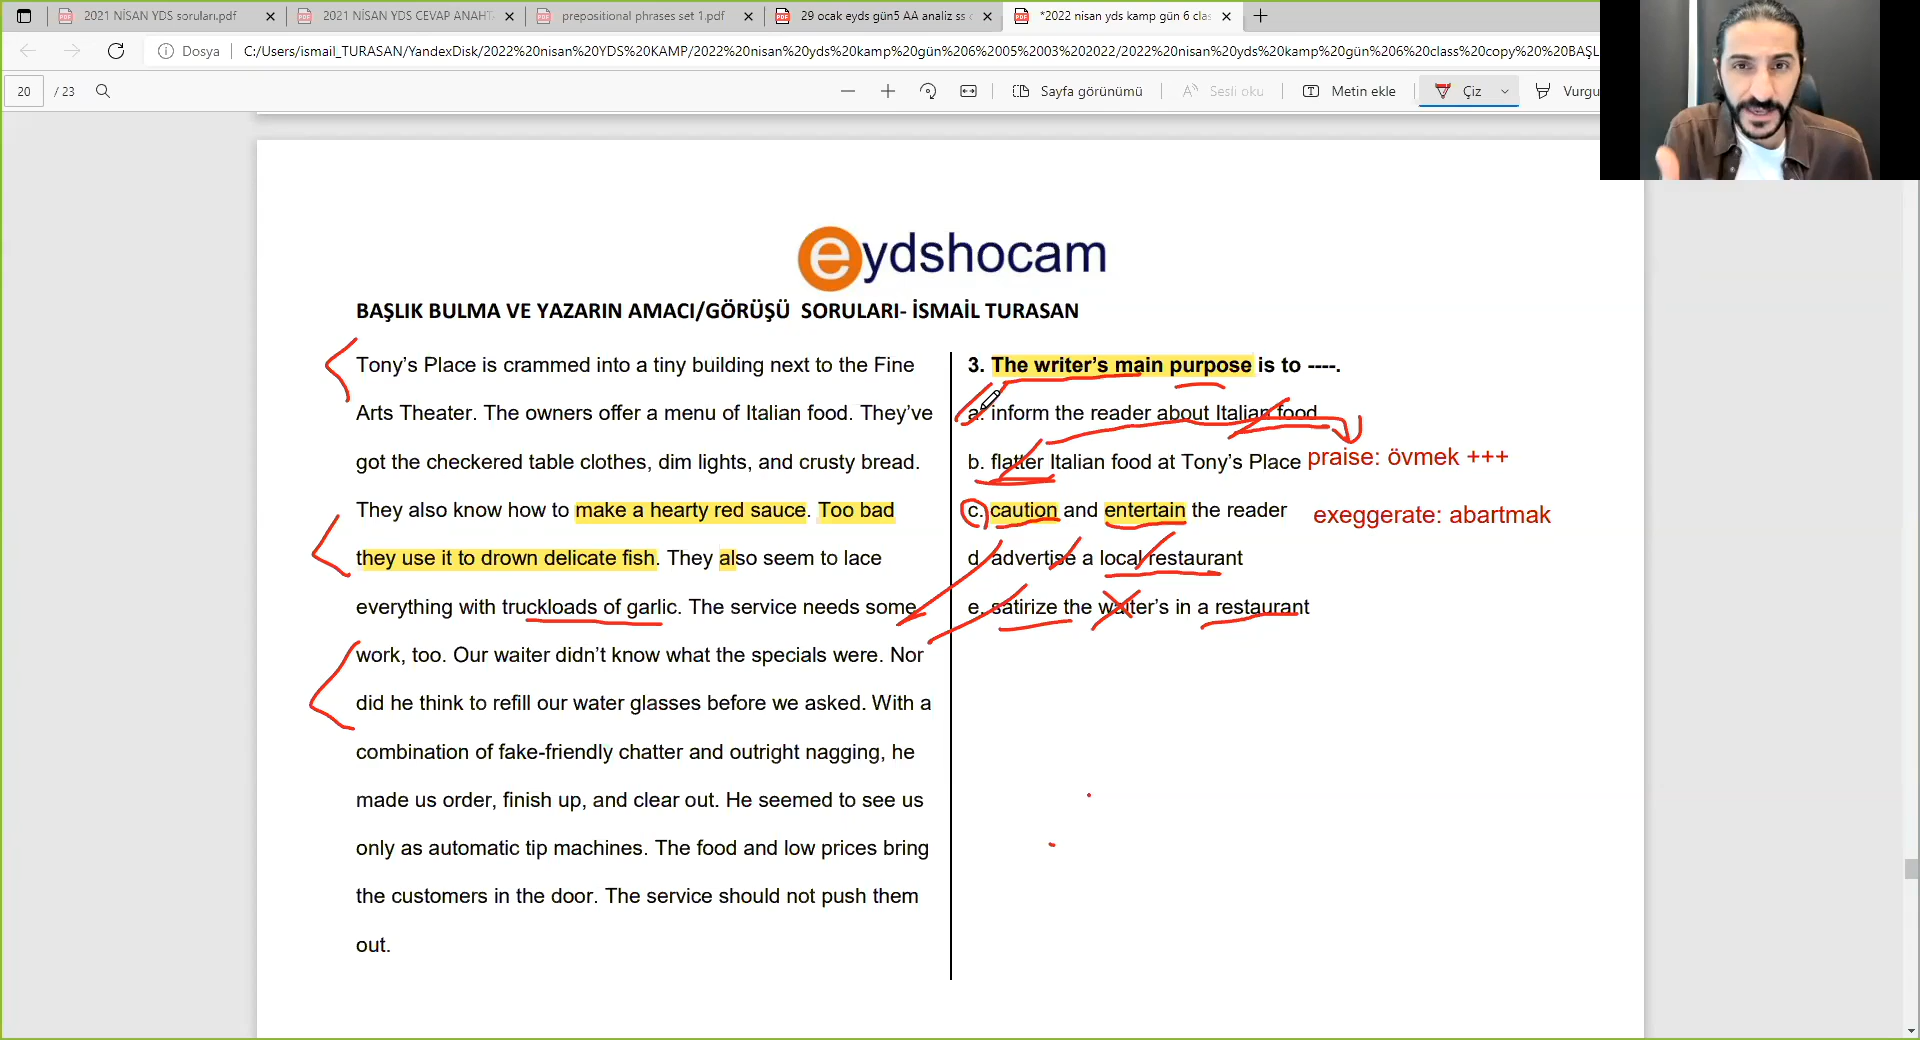 2021 NİSAN YDS soruları.pdf
2021 NİSAN YDS CEVAP ANAHT
prepositional phrases set 1.pdf
29 ocak eyds gün5 AA analiz ss c
*2022 nisan yds kamp gün 6 clas
Dosya
C:/Users/ismail_TURASAN/YandexDisk/2022%20nisan%20YDS%20KAMP/2022%20nisan%20yds%20kamp%20gün%206%2005%2003%202022/2022%20nisan%20yds%20kamp%20gün%206%20class%20copy%20%20BAŞL
20 / 23
Sayfa görünümü
Sesli oku
Metin ekle
Çiz
Vurgu
eydshocam
BAŞLIK BULMA VE YAZARIN AMACI/GÖRÜŞÜ SORULARI- İSMAİL TURASAN
Tony’s Place is crammed into a tiny building next to the Fine
Arts Theater. The owners offer a menu of Italian food. They’ve
got the checkered table clothes, dim lights, and crusty bread.
They also know how to make a hearty red sauce. Too bad
they use it to drown delicate fish. They also seem to lace
everything with truckloads of garlic. The service needs some
work, too. Our waiter didn’t know what the specials were. Nor
did he think to refill our water glasses before we asked. With a
combination of fake-friendly chatter and outright nagging, he
made us order, finish up, and clear out. He seemed to see us
only as automatic tip machines. The food and low prices bring
the customers in the door. The service should not push them
out.
3. The writer’s main purpose is to ----.
a. inform the reader about Italian food
b. flatter Italian food at Tony’s Place
praise: övmek +++
c. caution and entertain the reader
exeggerate: abartmak
d. advertise a local restaurant
e. satirize the waiter’s in a restaurant